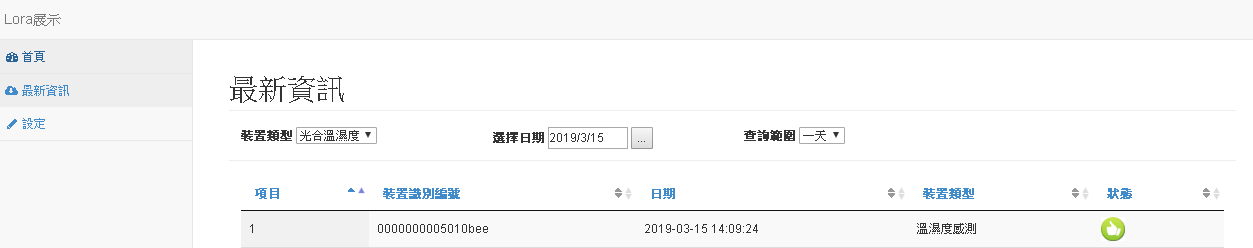 Lora展示
首頁
最新資訊
設定
最新資訊
裝置類型 光合溫濕度 選擇日期 2019/3/15 ... 查詢範圍 一天
項目 裝置識別編號 日期 裝置類型 狀態
1 0000000005010bee 2019-03-15 14:09:24 溫濕度感測